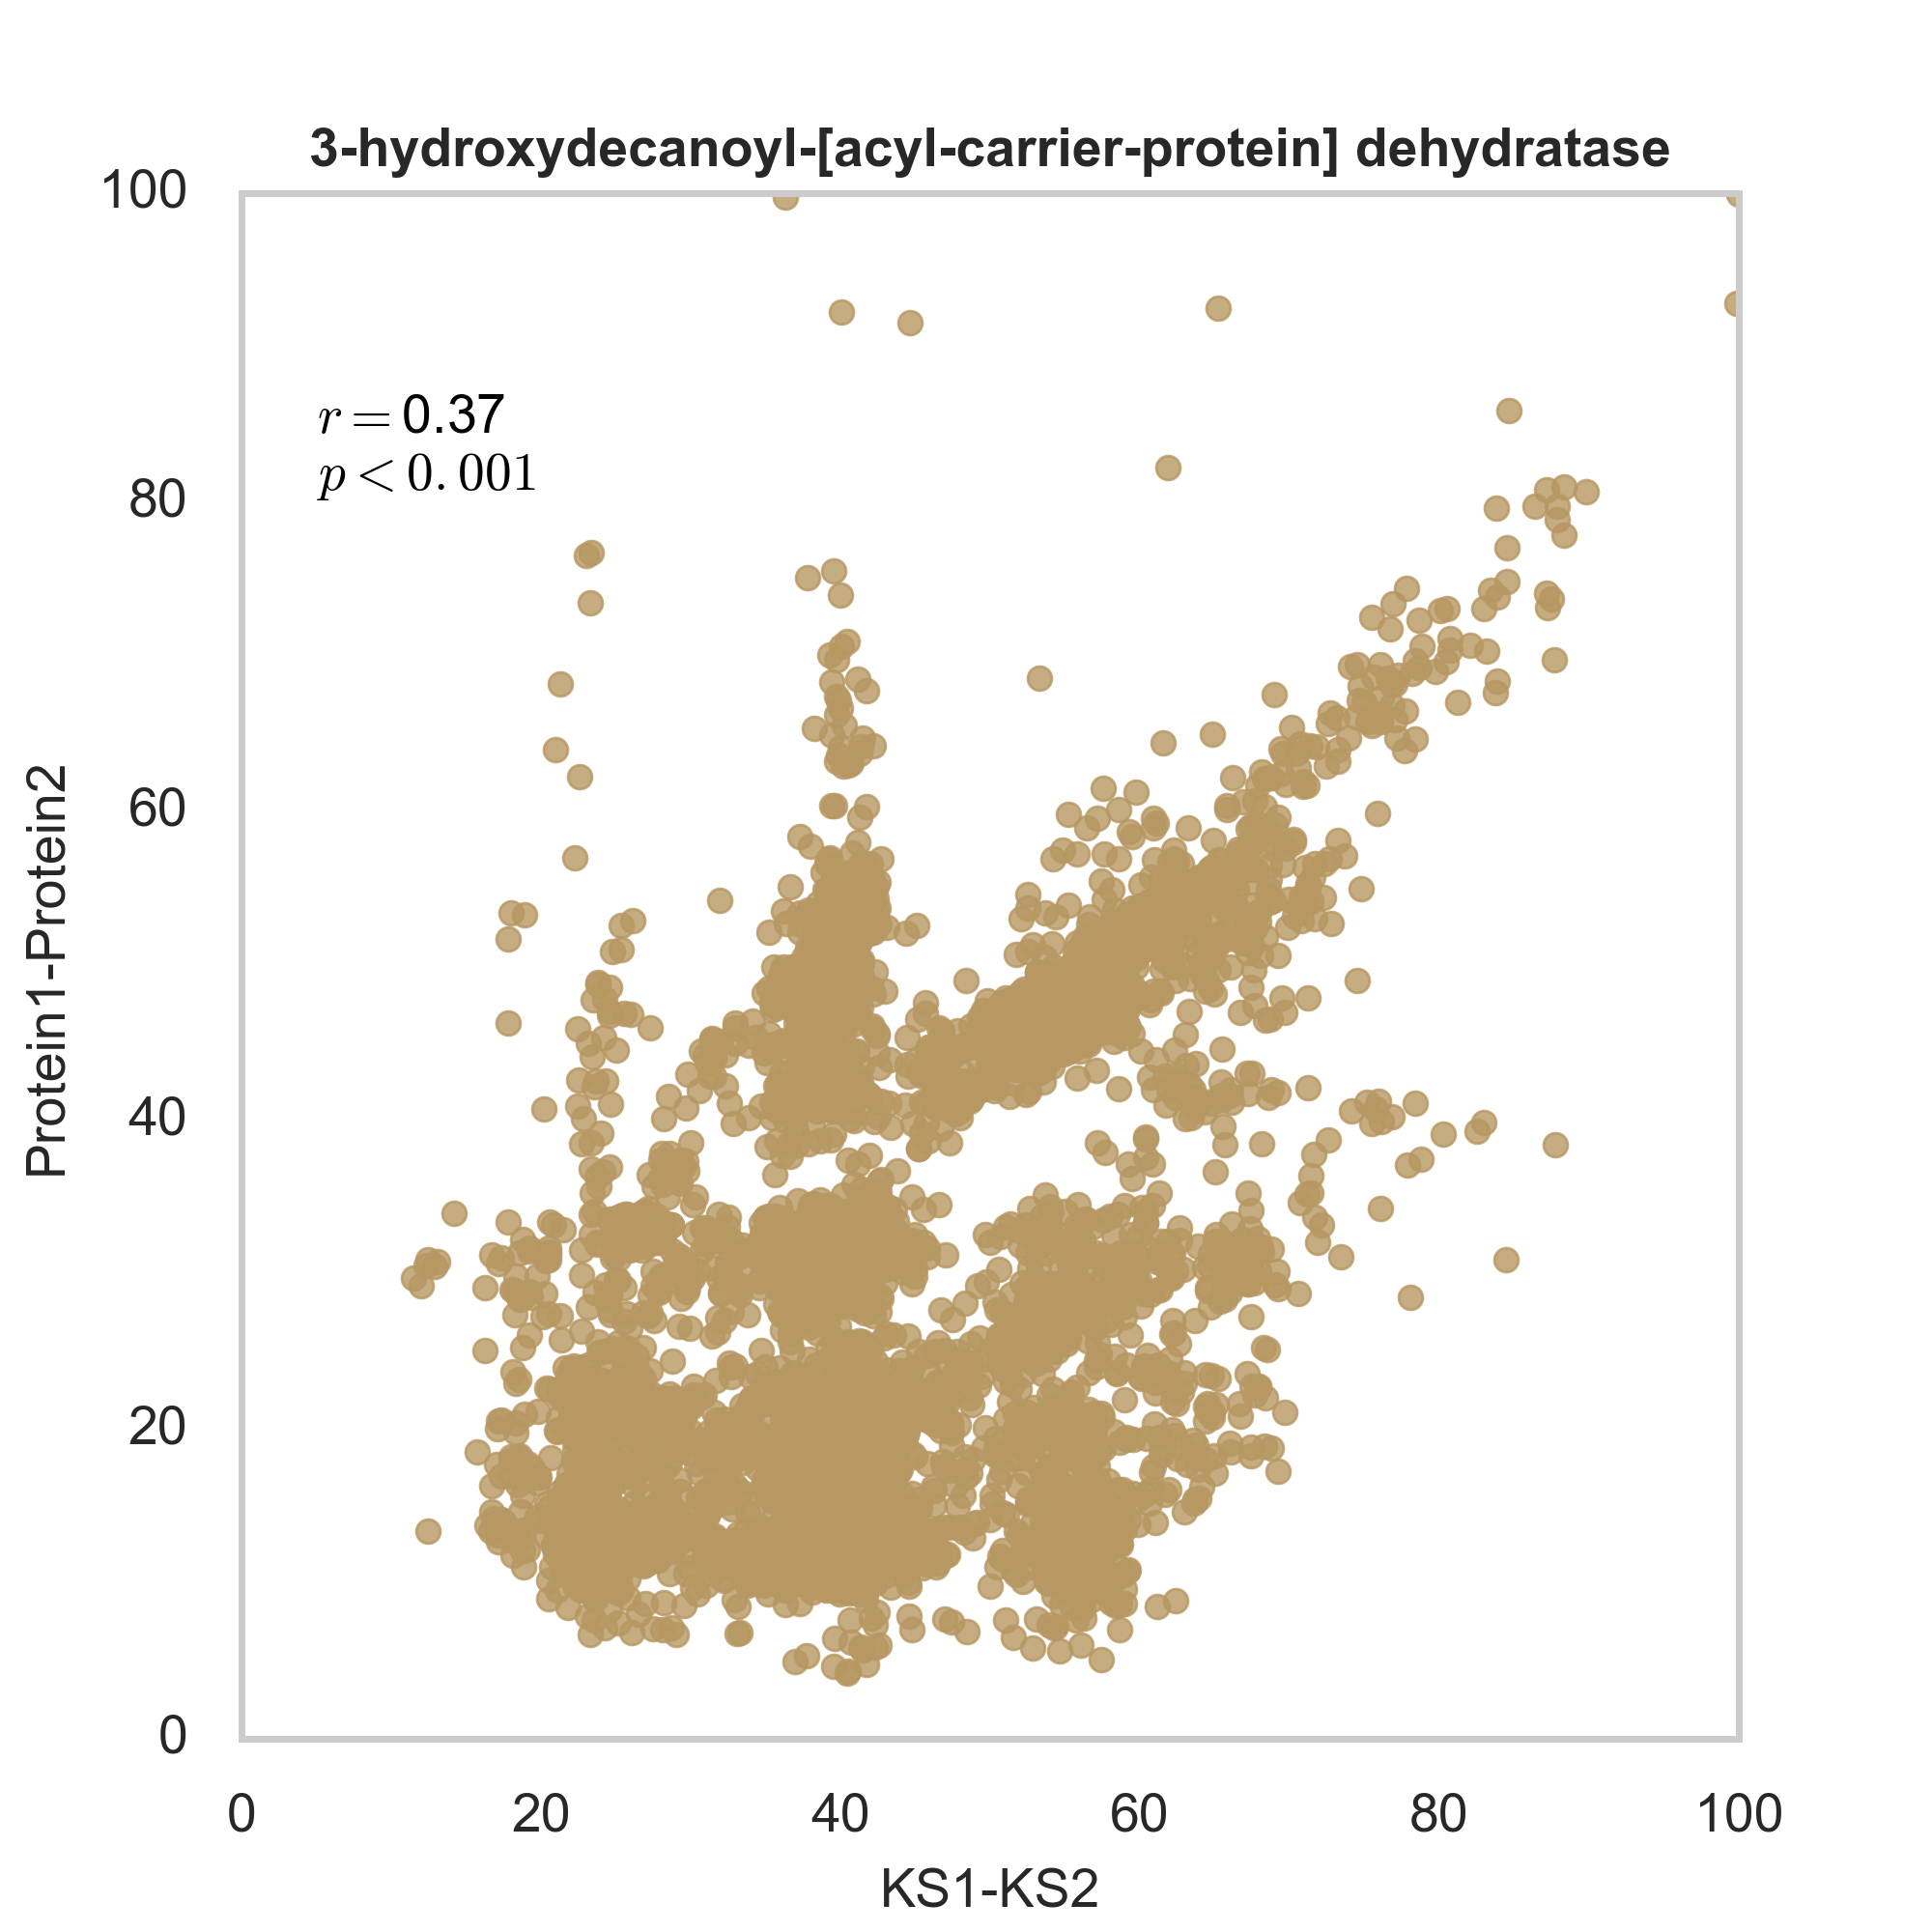 3-hydroxydecanoyl-[acyl-carrier-protein] dehydratase
100
80
60
40
20
0
r = 0.37
p < 0.001
Protein1-Protein2
0 20 40 60 80 100
KS1-KS2